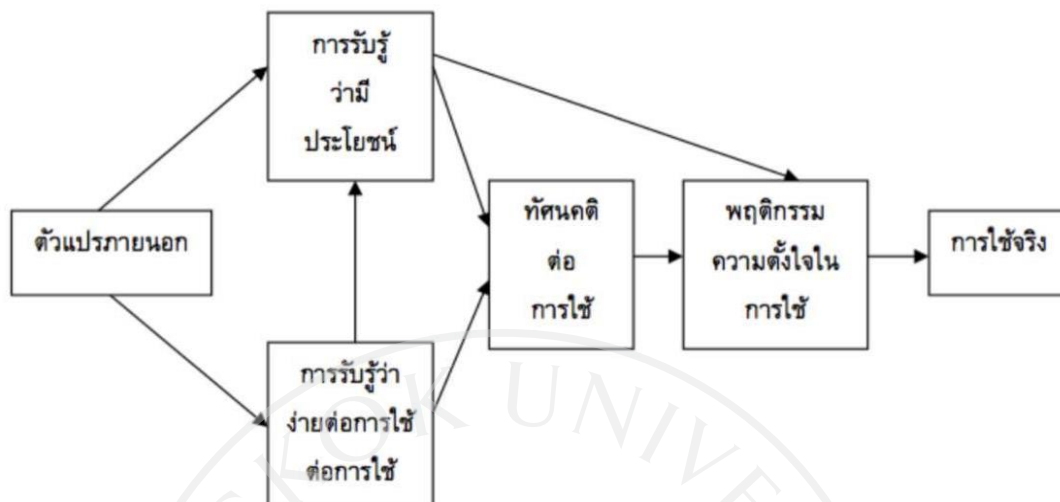 การรับรู้
ว่ามี
ประโยชน์
ตัวแปรภายนอก
ทัศนคติ
ต่อ
การใช้
พฤติกรรม
ความตั้งใจใน
การใช้
การใช้จริง
การรับรู้ว่า
ง่ายต่อการใช้
ต่อการใช้
KOK UNIVE